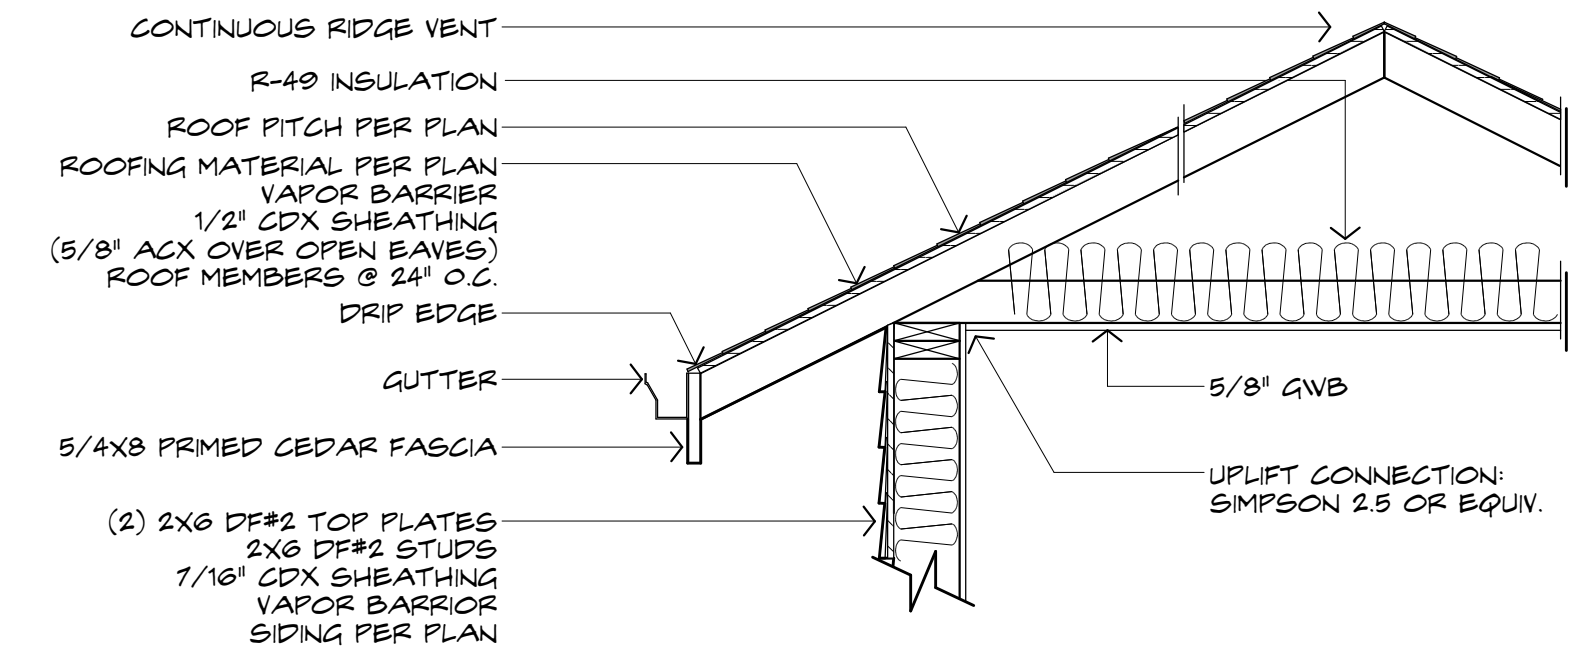 CONTINUOUS RIDGE VENT
R-49 INSULATION
ROOF PITCH PER PLAN
ROOFING MATERIAL PER PLAN
VAPOR BARRIER
1/2" CDX SHEATHING
(5/8" ACX OVER OPEN EAVES)
ROOF MEMBERS @ 24" O.C.
DRIP EDGE
GUTTER
5/4X8 PRIMED CEDAR FASCIA
(2) 2X6 DF#2 TOP PLATES
2X6 DF#2 STUDS
7/16" CDX SHEATHING
VAPOR BARRIOR
SIDING PER PLAN
5/8" GWB
UPLIFT CONNECTION:
SIMPSON 2.5 OR EQUIV.